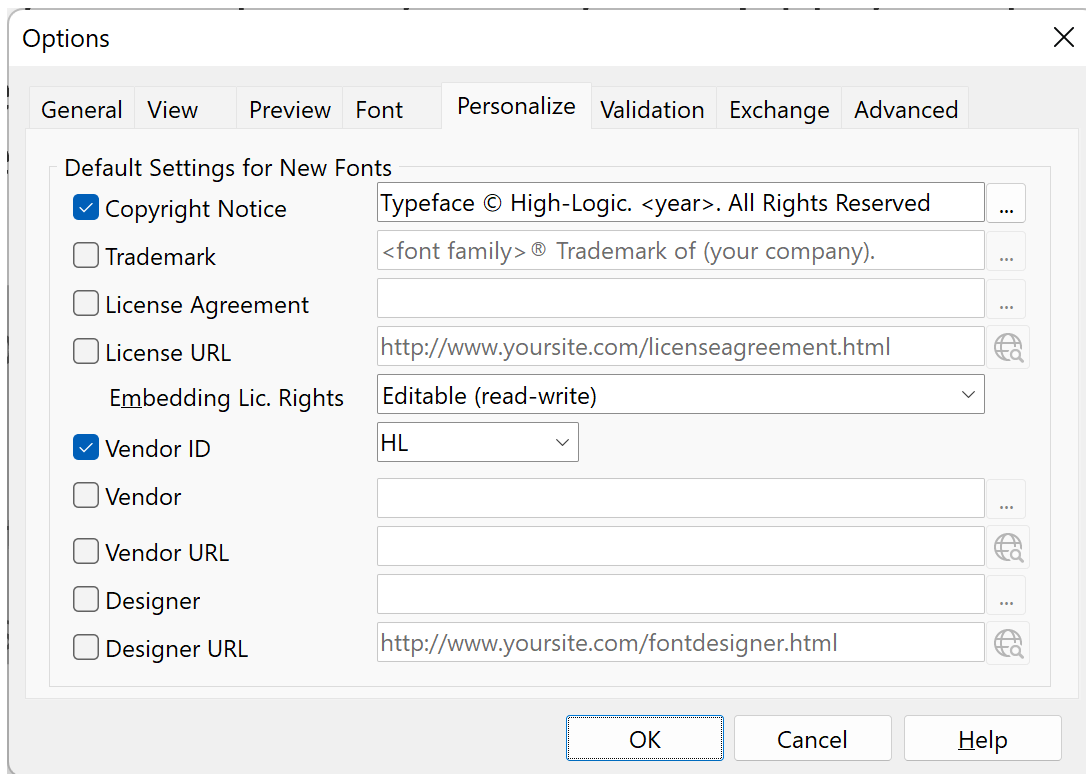 Options
General View Preview Font Personalize Validation Exchange Advanced
Default Settings for New Fonts
Copyright Notice Typeface © High-Logic. <year>. All Rights Reserved ...
Trademark <font family>® Trademark of (your company). ...
License Agreement ...
License URL http://www.yoursite.com/licenseagreement.html
Embedding Lic. Rights Editable (read-write)
Vendor ID HL
Vendor ...
Vendor URL
Designer ...
Designer URL http://www.yoursite.com/fontdesigner.html
OK Cancel Help